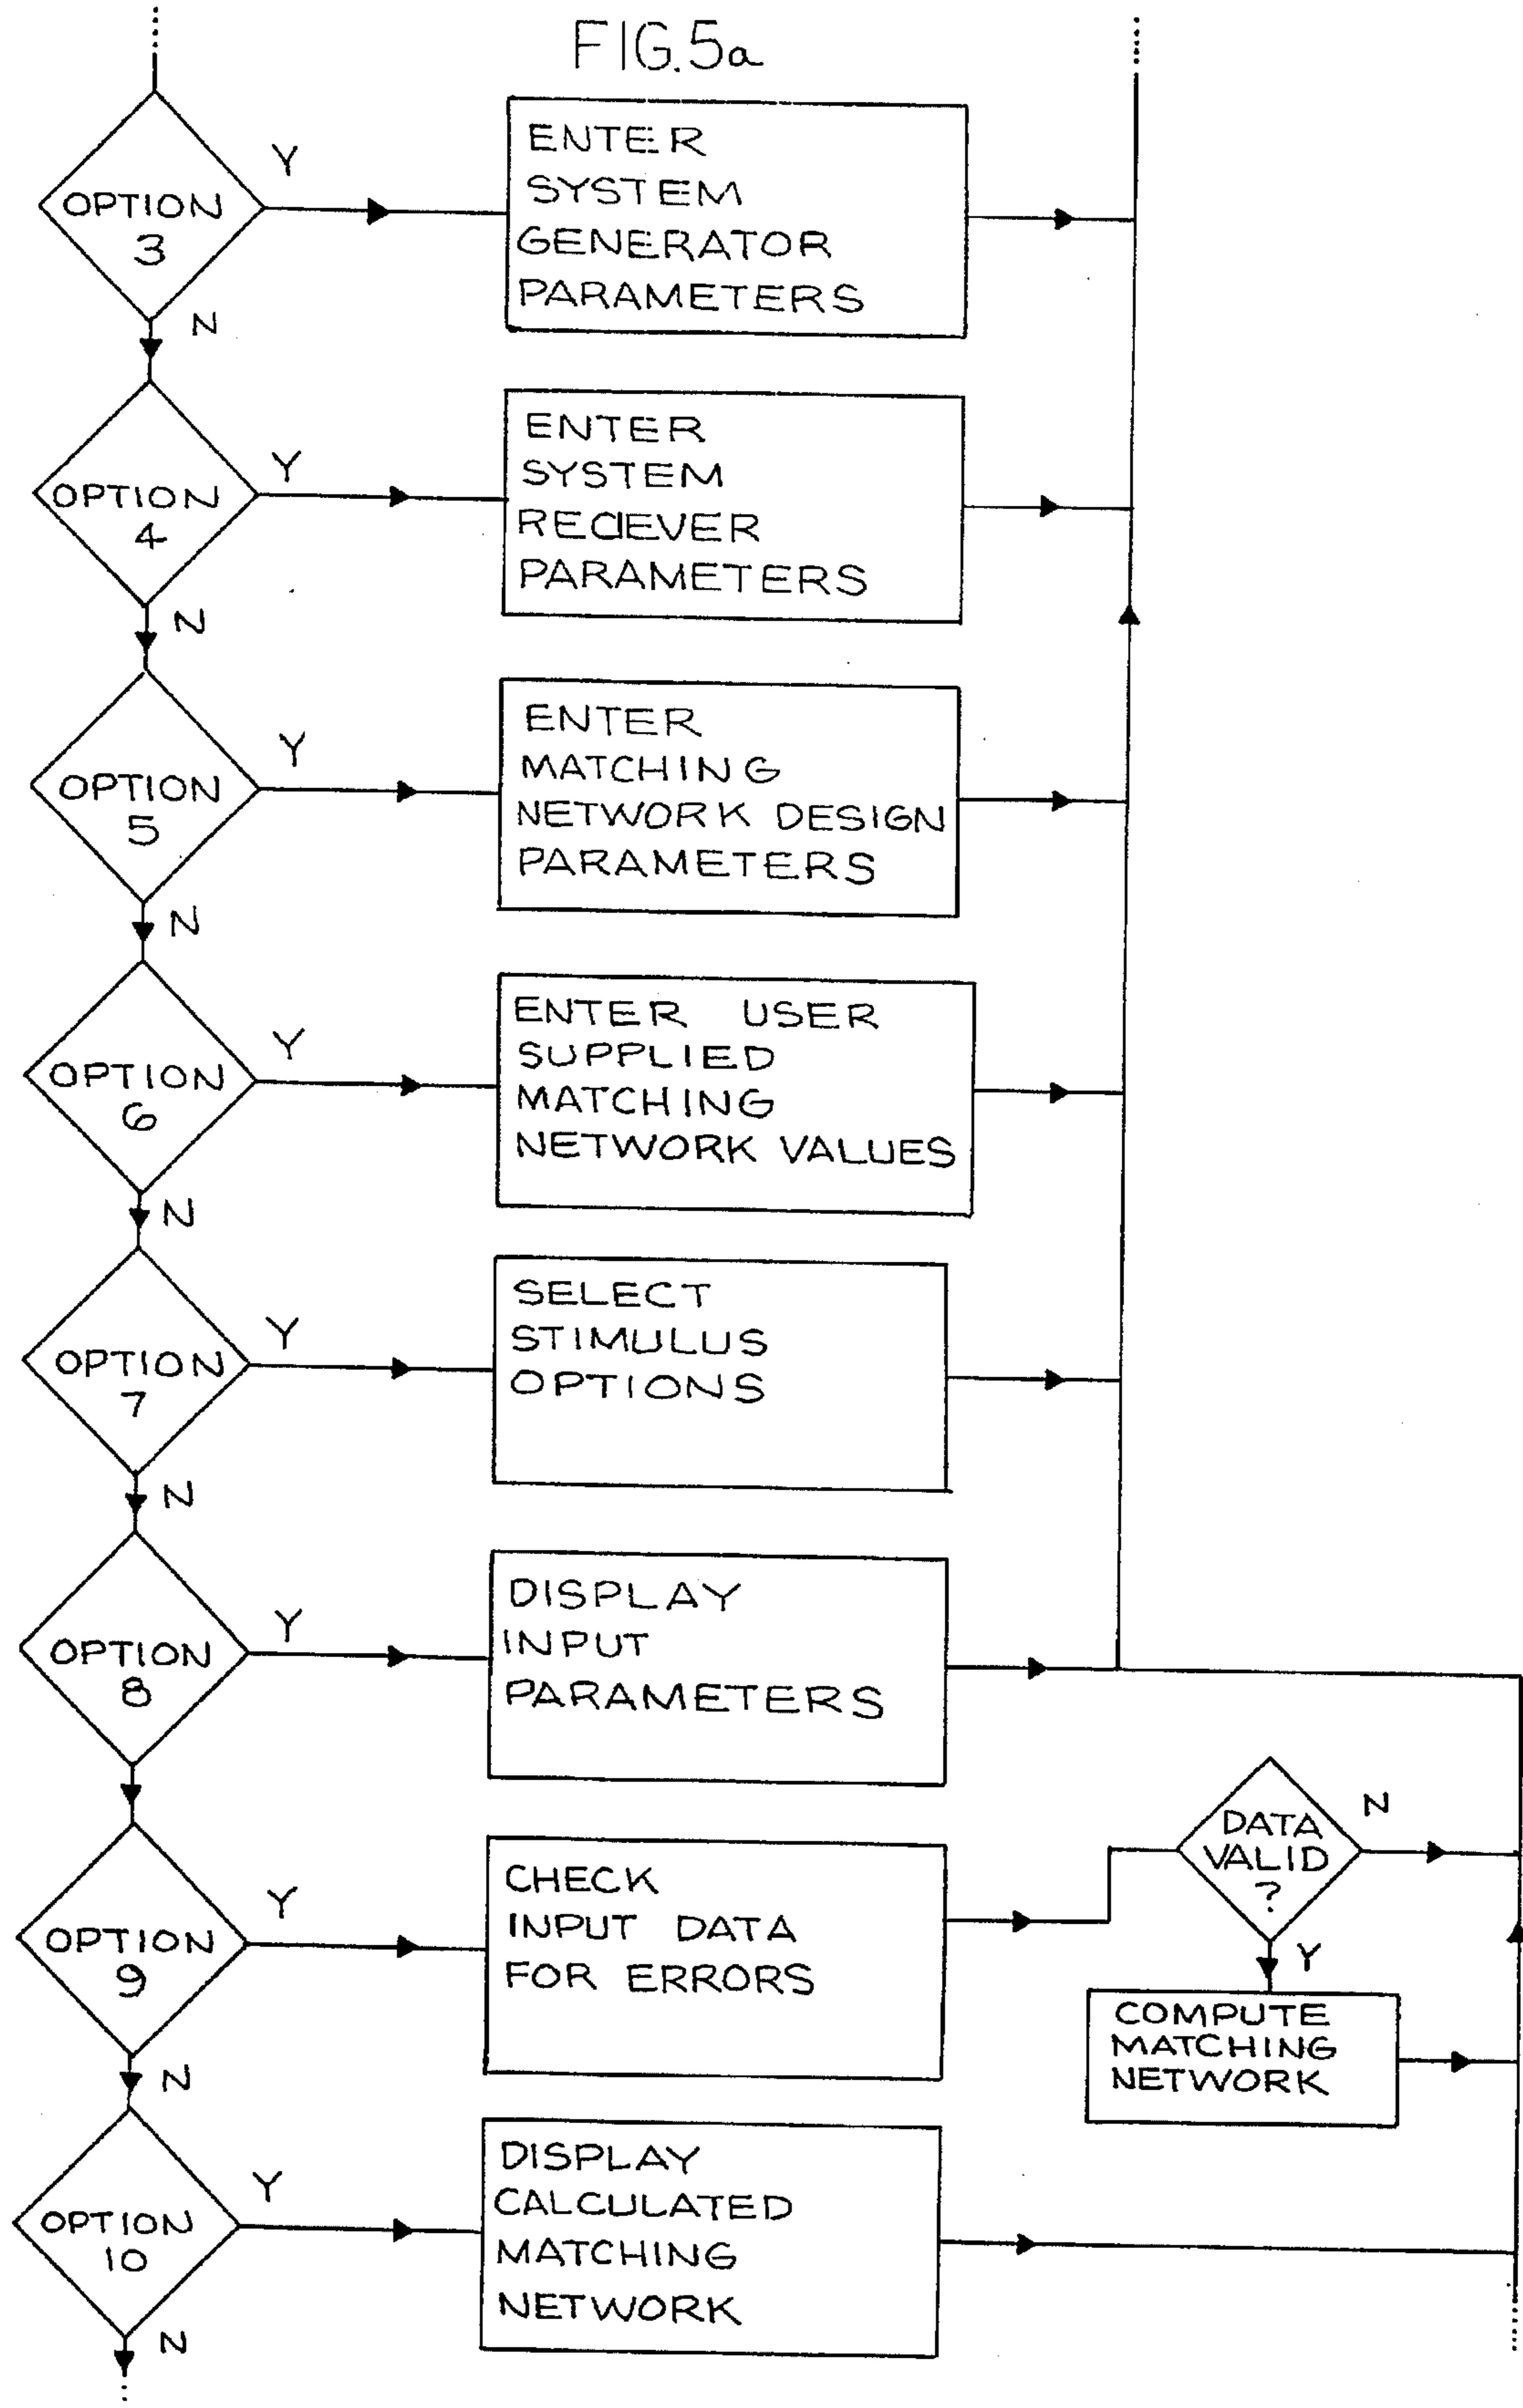 FIG.5a
OPTION
3
Y
ENTER
SYSTEM
GENERATOR
PARAMETERS
N
OPTION
4
Y
ENTER
SYSTEM
RECIEVER
PARAMETERS
N
OPTION
5
Y
ENTER
MATCHING
NETWORK DESIGN
PARAMETERS
N
OPTION
6
Y
ENTER USER
SUPPLIED
MATCHING
NETWORK VALUES
N
OPTION
7
Y
SELECT
STIMULUS
OPTIONS
N
OPTION
8
Y
DISPLAY
INPUT
PARAMETERS
OPTION
9
Y
CHECK
INPUT DATA
FOR ERRORS
DATA
VALID
?
N
Y
COMPUTE
MATCHING
NETWORK
N
OPTION
10
Y
DISPLAY
CALCULATED
MATCHING
NETWORK
N